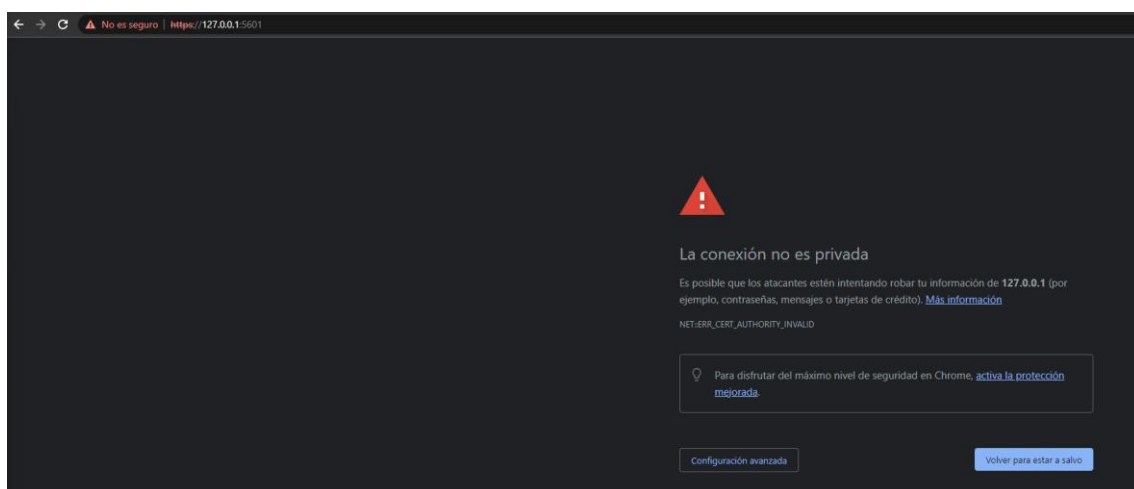 No es seguro | https://127.0.0.1:5601
La conexión no es privada
Es posible que los atacantes estén intentando robar tu información de 127.0.0.1 (por
ejemplo, contraseñas, mensajes o tarjetas de crédito). Más información
NET::ERR_CERT_AUTHORITY_INVALID
Para disfrutar del máximo nivel de seguridad en Chrome, activa la protección
mejorada.
Configuración avanzada
Volver para estar a salvo